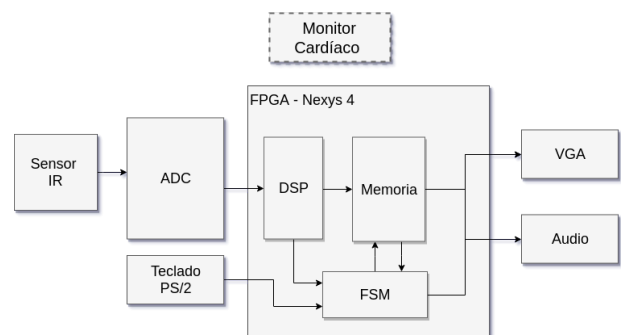 Monitor
Cardíaco
FPGA - Nexys 4
Sensor
IR
ADC
DSP
Memoria
VGA
Audio
Teclado
PS/2
FSM